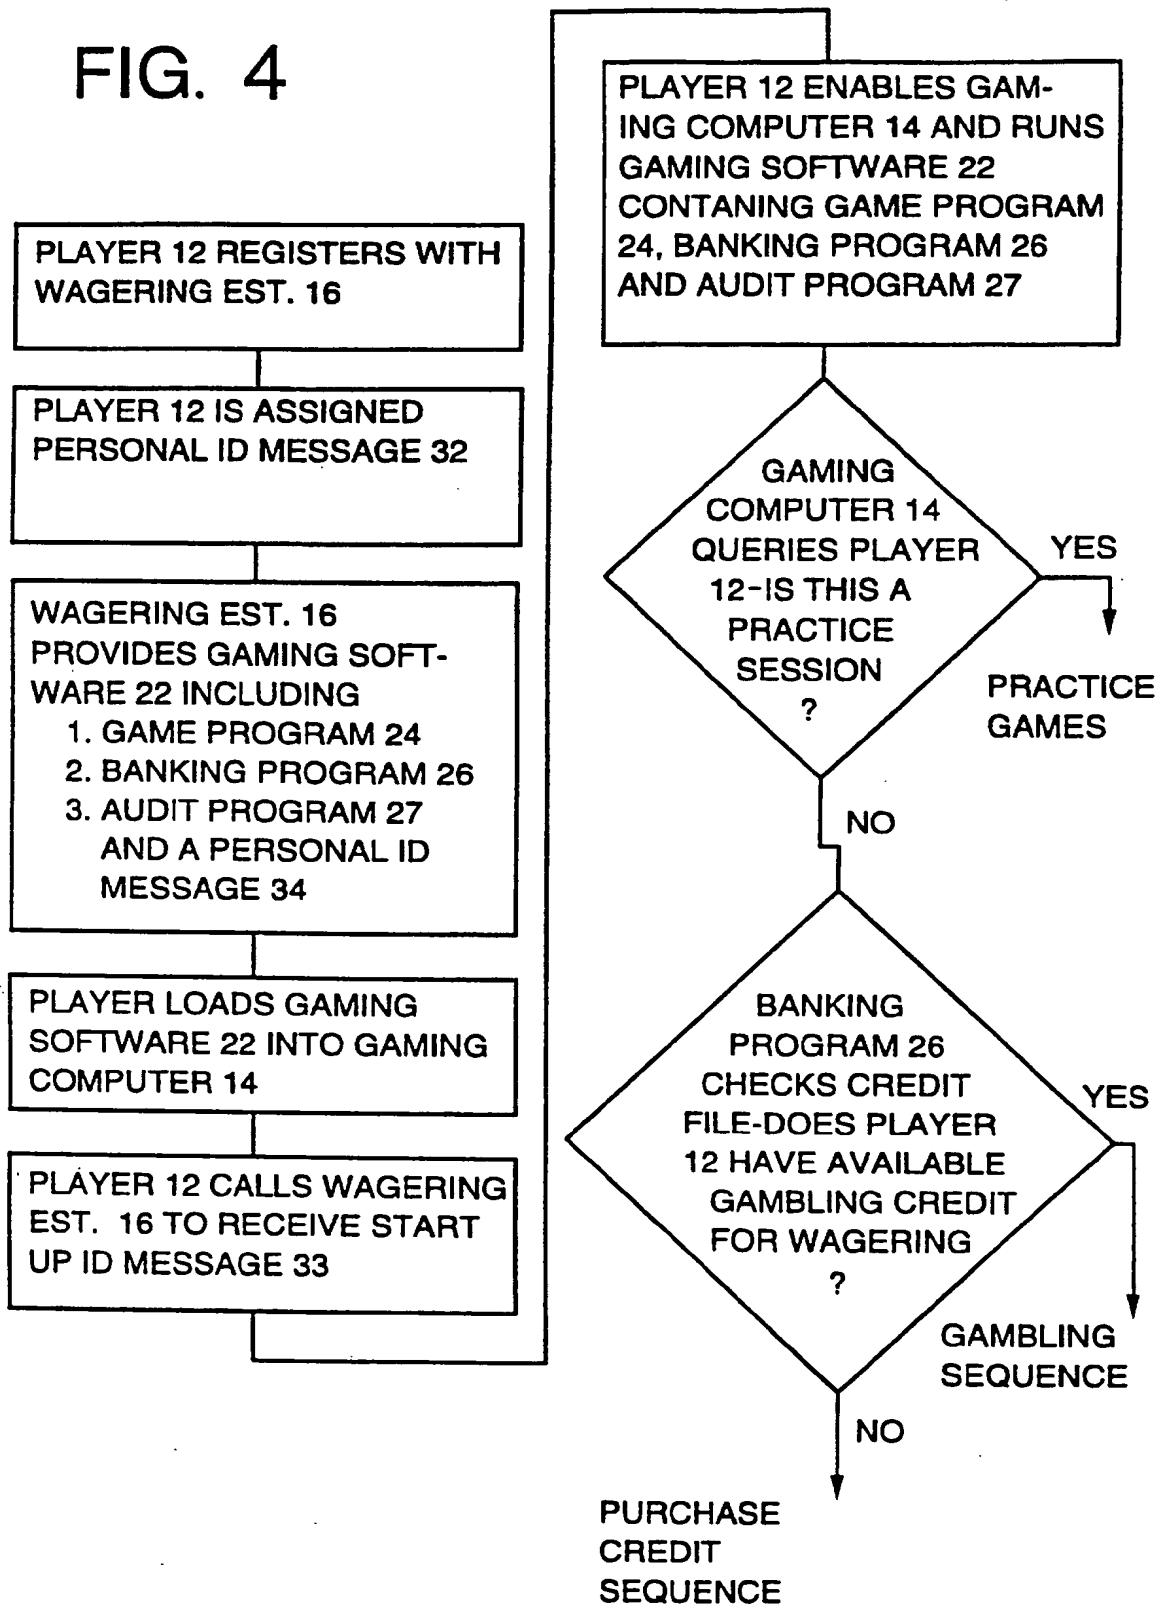 FIG. 4
PLAYER 12 REGISTERS WITH
WAGERING EST. 16
PLAYER 12 IS ASSIGNED
PERSONAL ID MESSAGE 32
WAGERING EST. 16
PROVIDES GAMING SOFT-
WARE 22 INCLUDING
1. GAME PROGRAM 24
2. BANKING PROGRAM 26
3. AUDIT PROGRAM 27
AND A PERSONAL ID
MESSAGE 34
PLAYER LOADS GAMING
SOFTWARE 22 INTO GAMING
COMPUTER 14
PLAYER 12 CALLS WAGERING
EST. 16 TO RECEIVE START
UP ID MESSAGE 33
PLAYER 12 ENABLES GAM-
ING COMPUTER 14 AND RUNS
GAMING SOFTWARE 22
CONTANING GAME PROGRAM
24, BANKING PROGRAM 26
AND AUDIT PROGRAM 27
GAMING
COMPUTER 14
QUERIES PLAYER
12-IS THIS A
PRACTICE
SESSION
?
YES
PRACTICE
GAMES
NO
BANKING
PROGRAM 26
CHECKS CREDIT
FILE-DOES PLAYER
12 HAVE AVAILABLE
GAMBLING CREDIT
FOR WAGERING
?
YES
GAMBLING
SEQUENCE
NO
PURCHASE
CREDIT
SEQUENCE